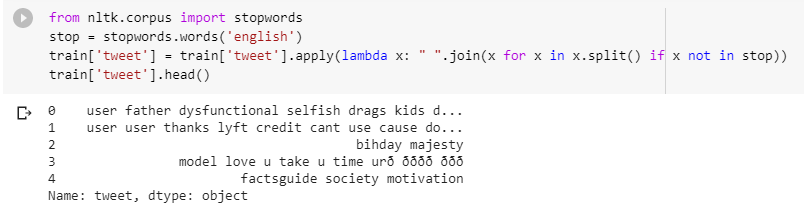 from nltk.corpus import stopwords
stop = stopwords.words('english')
train['tweet'] = train['tweet'].apply(lambda x: " ".join(x for x in x.split() if x not in stop))
train['tweet'].head()
0    user father dysfunctional selfish drags kids d...
1    user user thanks lyft credit cant use cause do...
2                                       bihday majesty
3                model love u take u time urð ðððð ððð
4                        factsguide society motivation
Name: tweet, dtype: object